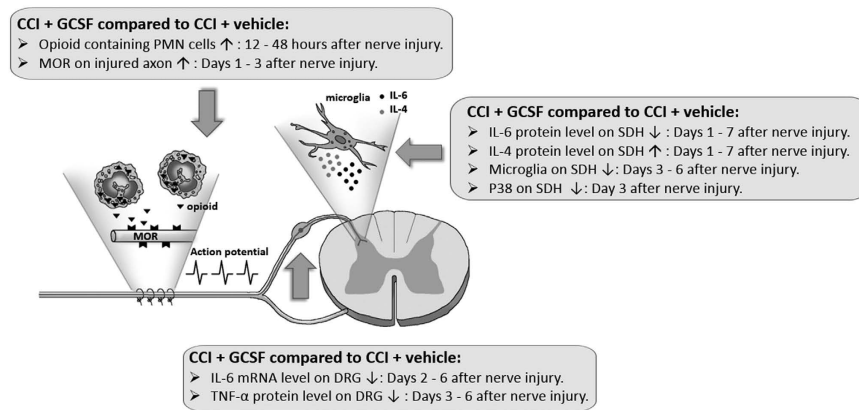 CCI + GCSF compared to CCI + vehicle:
➢ Opioid containing PMN cells ↑ : 12 - 48 hours after nerve injury.
➢ MOR on injured axon ↑ : Days 1 - 3 after nerve injury.
microglia
IL-6
IL-4
CCI + GCSF compared to CCI + vehicle:
➢ IL-6 protein level on SDH ↓ : Days 1 - 7 after nerve injury.
➢ IL-4 protein level on SDH ↑ : Days 1 - 7 after nerve injury.
➢ Microglia on SDH ↓: Days 3 - 6 after nerve injury.
➢ P38 on SDH ↓: Day 3 after nerve injury.
opioid
MOR
Action potential
CCI + GCSF compared to CCI + vehicle:
➢ IL-6 mRNA level on DRG ↓: Days 2 - 6 after nerve injury.
➢ TNF-α protein level on DRG ↓: Days 3 - 6 after nerve injury.